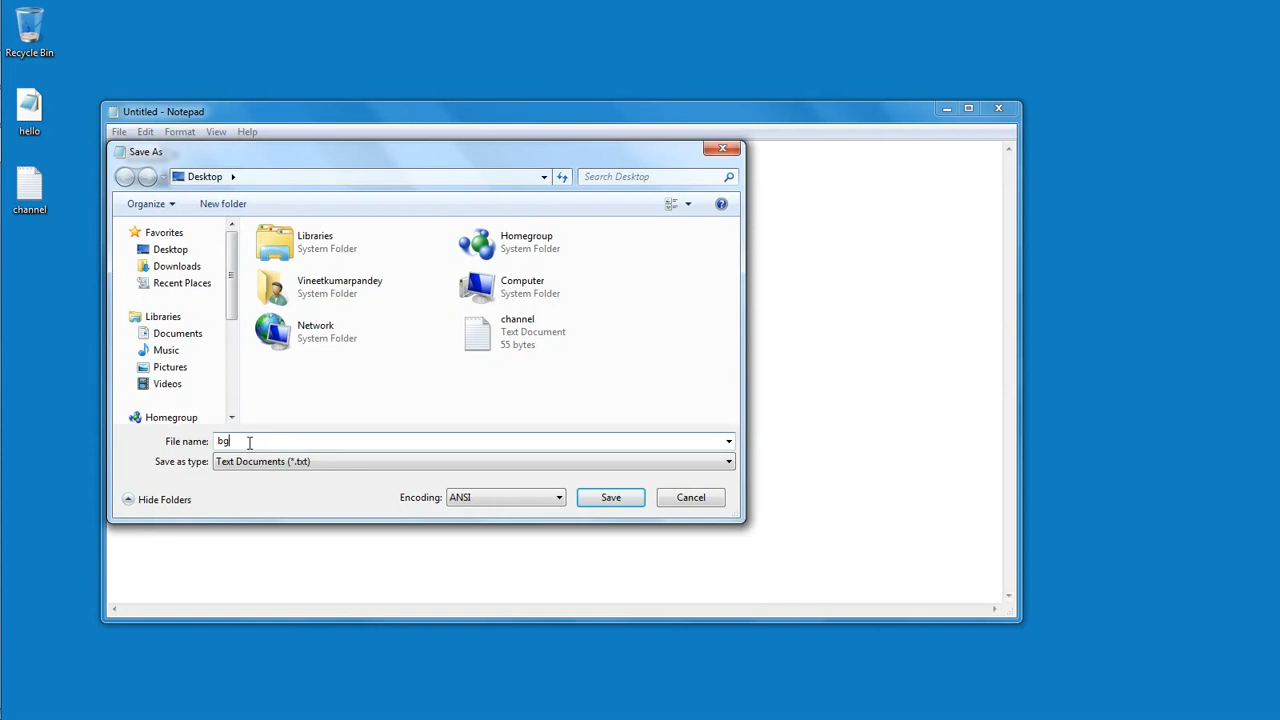 Recycle Bin
hello
channel
Untitled - Notepad
File Edit Format View Help
Save As
Desktop
Search Desktop
Organize New folder
Favorites
Desktop
Downloads
Recent Places
Libraries
Documents
Music
Pictures
Videos
Homegroup
Libraries
System Folder
Homegroup
System Folder
Vineetkumarpandey
System Folder
Computer
System Folder
Network
System Folder
channel
Text Document
55 bytes
File name: bg
Save as type: Text Documents (*.txt)
Hide Folders Encoding: ANSI Save Cancel